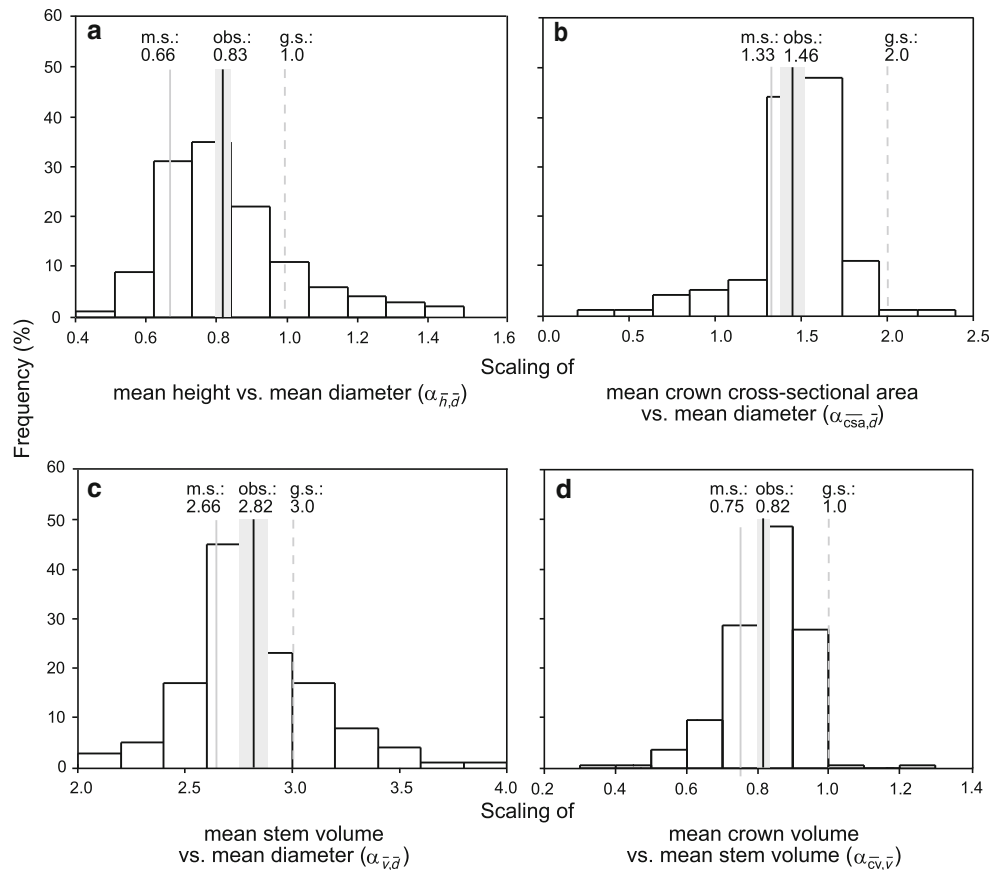 a
m.s.: obs.: g.s.:
0.66 0.83 1.0
60
50
40
30
20
10
0
0.4 0.6 0.8 1.0 1.2 1.4 1.6
b
m.s.: obs.: g.s.:
1.33 1.46 2.0
0.0 0.5 1.0 1.5 2.0 2.5
Frequency (%)
Scaling of
mean height vs. mean diameter (α h̄,d̄)
mean crown cross-sectional area
vs. mean diameter (α c̅s̅a̅,d̄)
c
m.s.: obs.: g.s.:
2.66 2.82 3.0
60
50
40
30
20
10
0
2.0 2.5 3.0 3.5 4.0
d
m.s.: obs.: g.s.:
0.75 0.82 1.0
0.2 0.4 0.6 0.8 1.0 1.2 1.4
Scaling of
mean stem volume
vs. mean diameter (α v̄,d̄)
mean crown volume
vs. mean stem volume (α c̅v̅,v̄)